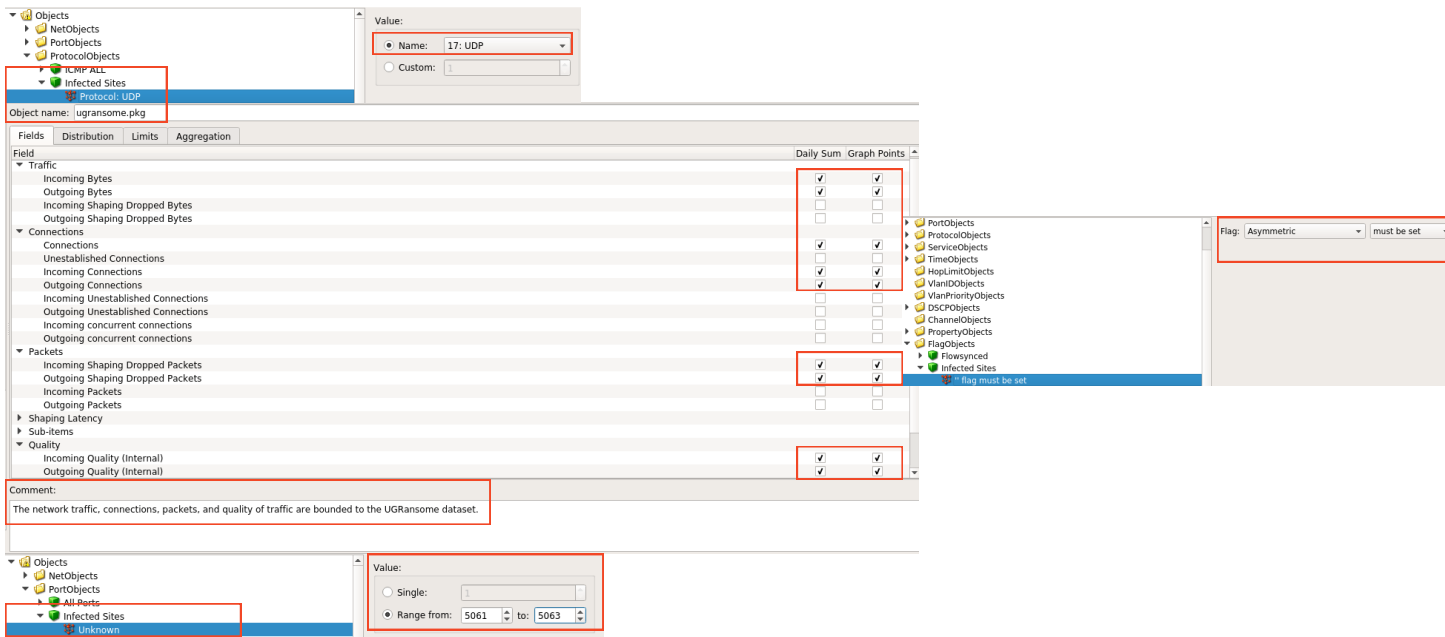 Objects
NetObjects
PortObjects
ProtocolObjects
ICMP ALL
Infected Sites
Protocol: UDP
Value:
Name: 17: UDP
Custom: 1
Object name: ugransome.pkg
Fields Distribution Limits Aggregation
Field Daily Sum Graph Points
Traffic
Incoming Bytes
Outgoing Bytes
Incoming Shaping Dropped Bytes
Outgoing Shaping Dropped Bytes
Connections
Connections
Unestablished Connections
Incoming Connections
Outgoing Connections
Incoming Unestablished Connections
Outgoing Unestablished Connections
Incoming concurrent connections
Outgoing concurrent connections
Packets
Incoming Shaping Dropped Packets
Outgoing Shaping Dropped Packets
Incoming Packets
Outgoing Packets
Shaping Latency
Sub-items
Quality
Incoming Quality (Internal)
Outgoing Quality (Internal)
Comment:
The network traffic, connections, packets, and quality of traffic are bounded to the UGRansome dataset.
PortObjects
ProtocolObjects
ServiceObjects
TimeObjects
HopLimitObjects
VlanIDObjects
VlanPriorityObjects
DSCPObjects
ChannelObjects
PropertyObjects
FlagObjects
Flowsynced
Infected Sites
'' flag must be set
Flag: Asymmetric must be set
Objects
NetObjects
PortObjects
All Ports
Infected Sites
Unknown
Value:
Single: 1
Range from: 5061 to: 5063